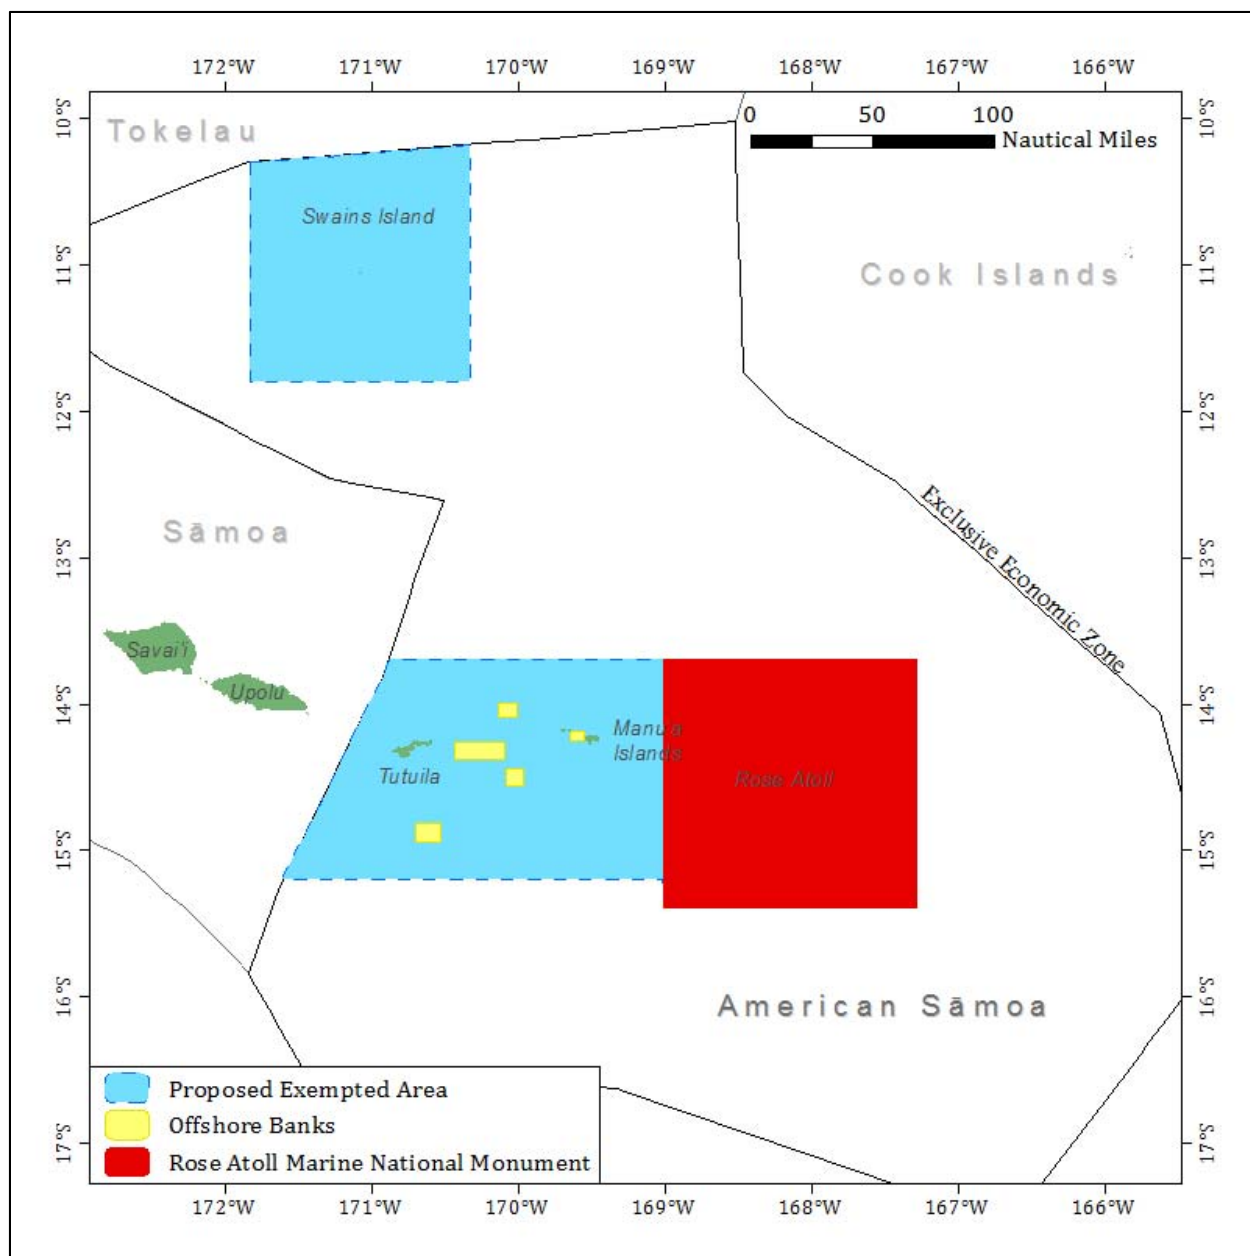 172°W 171°W 170°W 169°W 168°W 167°W 166°W
10°S
11°S
12°S
13°S
14°S
15°S
16°S
17°S
10°S
11°S
12°S
13°S
14°S
15°S
16°S
17°S
0 50 100
Nautical Miles
Tokelau
Swains Island
Cook Islands
Exclusive Economic Zone
Sāmoa
Savai'i
Upolu
Manu'a
Islands
Tutuila
Rose Atoll
American Sāmoa
Proposed Exempted Area
Offshore Banks
Rose Atoll Marine National Monument
172°W 171°W 170°W 169°W 168°W 167°W 166°W